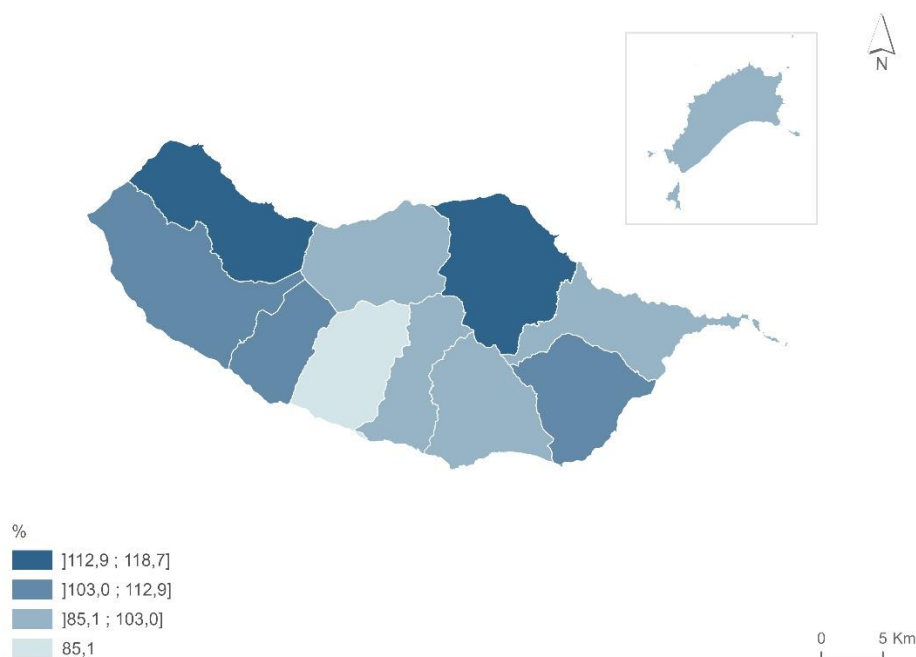 N
%
]112,9 ; 118,7]
]103,0 ; 112,9]
]85,1 ; 103,0]
85,1
0 5 Km